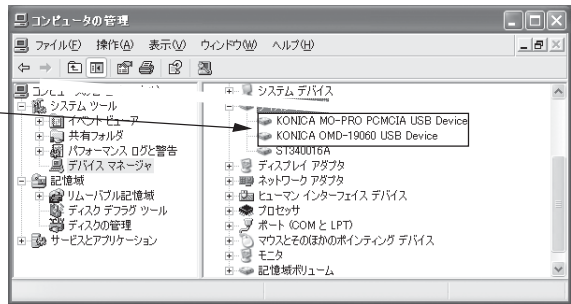 コンピュータの管理
ファイル(F) 操作(A) 表示(V) ウィンドウ(W) ヘルプ(H)
システム ツール
イベント ビューア
共有フォルダ
パフォーマンス ログと警告
デバイス マネージャ
記憶域
リムーバブル記憶域
ディスク デフラグ ツール
ディスクの管理
サービスとアプリケーション
システム デバイス
KONICA MO-PRO PCMCIA USB Device
KONICA OMD-19060 USB Device
ST340016A
ディスプレイ アダプタ
ネットワーク アダプタ
ヒューマン インターフェイス デバイス
プロセッサ
ポート (COM と LPT)
マウスとそのほかのポインティング デバイス
モニタ
記憶域ボリューム